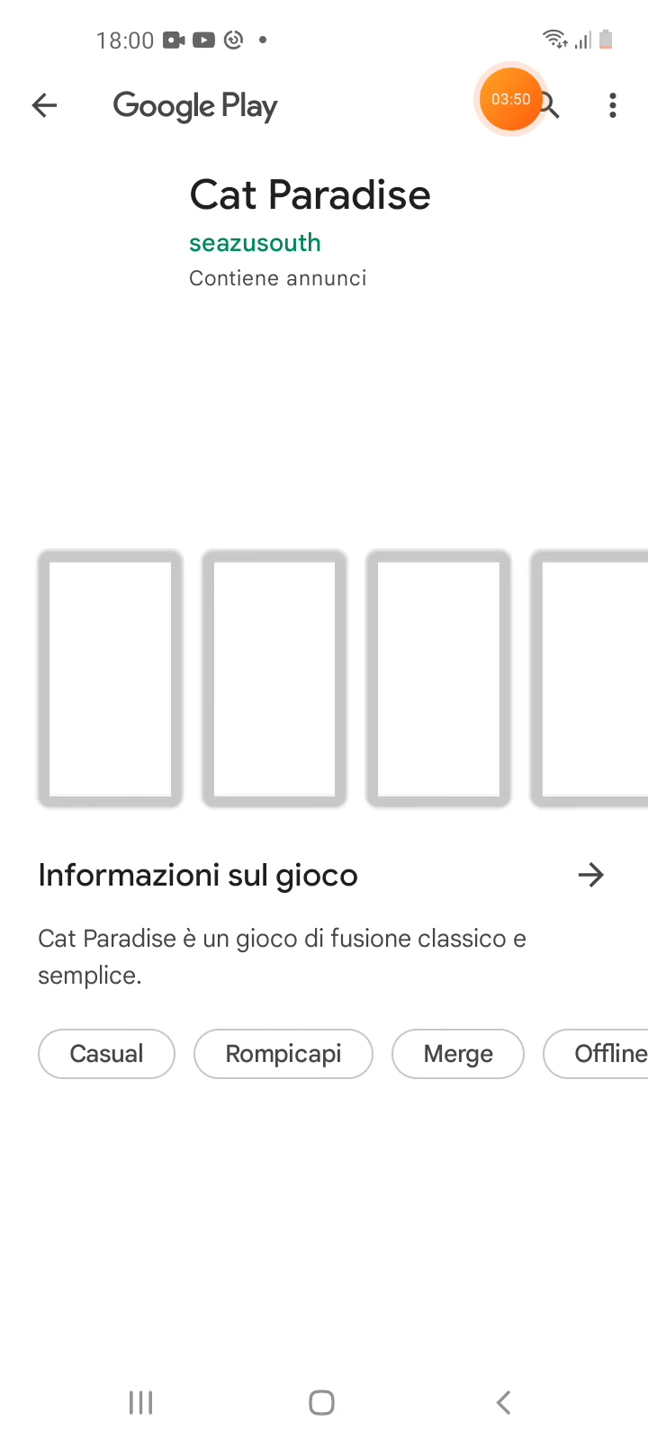 18:00
Google Play
03:50
Cat Paradise
seazusouth
Contiene annunci
Informazioni sul gioco
Cat Paradise è un gioco di fusione classico e
semplice.
Casual
Rompicapi
Merge
Offline